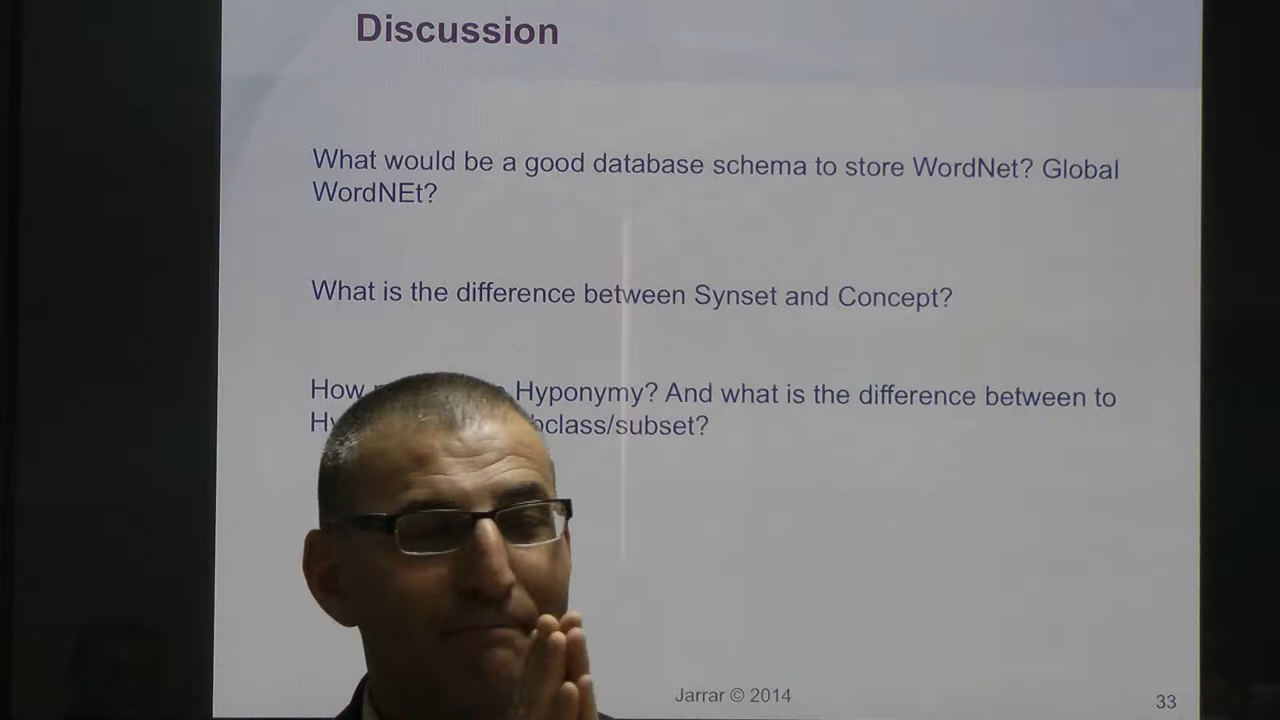 Discussion
What would be a good database schema to store WordNet? Global
WordNEt?
What is the difference between Synset and Concept?
How Hyponymy? And what is the difference between to
bclass/subset?
Jarrar © 2014
33